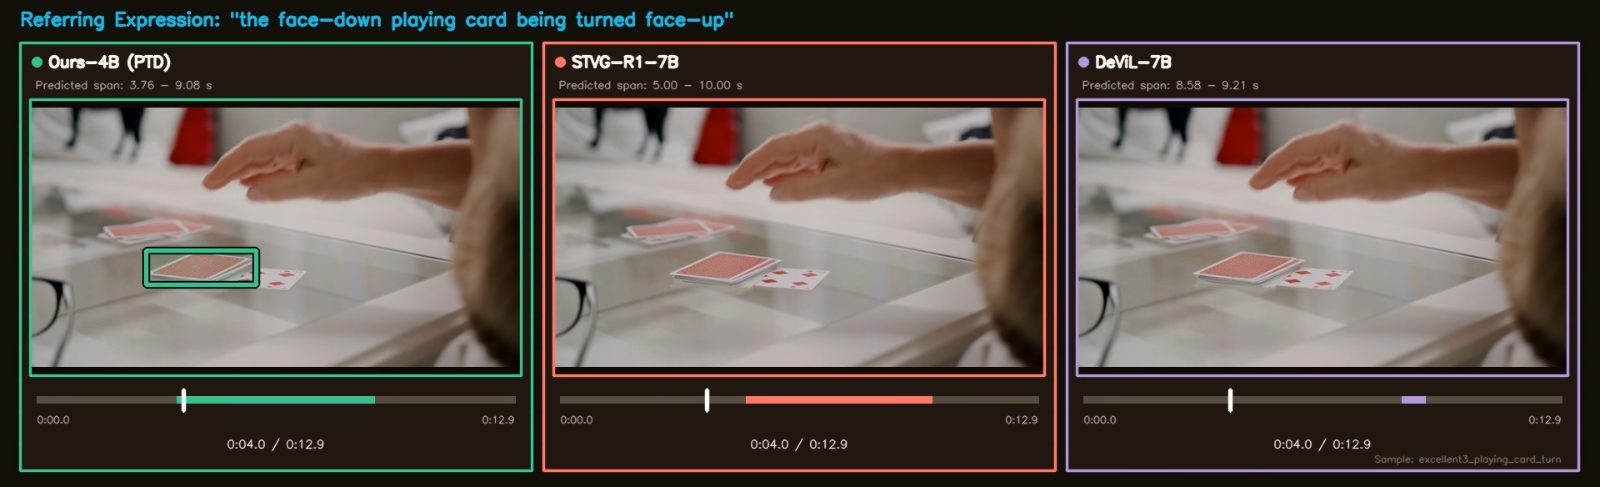 Referring Expression: "the face-down playing card being turned face-up"
Ours-4B (PTD)
Predicted span: 3.76 - 9.08 s
0:00.0
0:12.9
0:04.0 / 0:12.9
STVG-R1-7B
Predicted span: 5.00 - 10.00 s
0:00.0
0:12.9
0:04.0 / 0:12.9
DeViL-7B
Predicted span: 8.58 - 9.21 s
0:00.0
0:12.9
0:04.0 / 0:12.9
Sample: excellent3_playing_card_turn